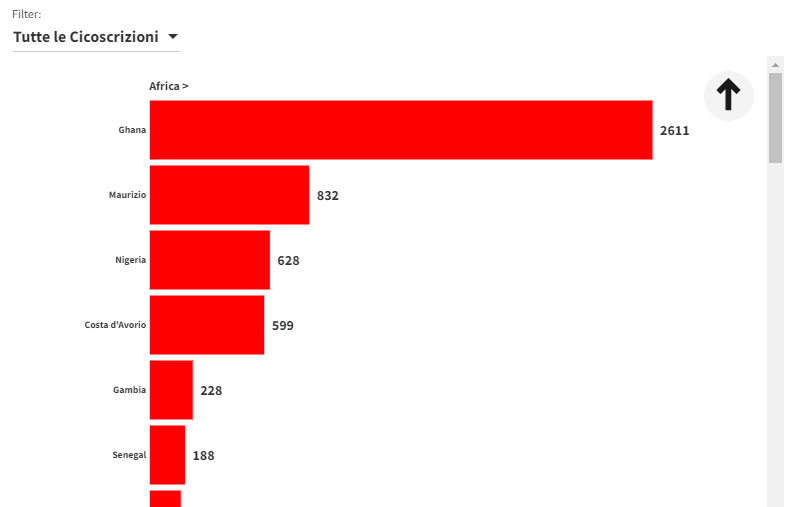 Filter:
Tutte le Cicoscrizioni
Africa >
Ghana 2611
Maurizio 832
Nigeria 628
Costa d'Avorio 599
Gambia 228
Senegal 188